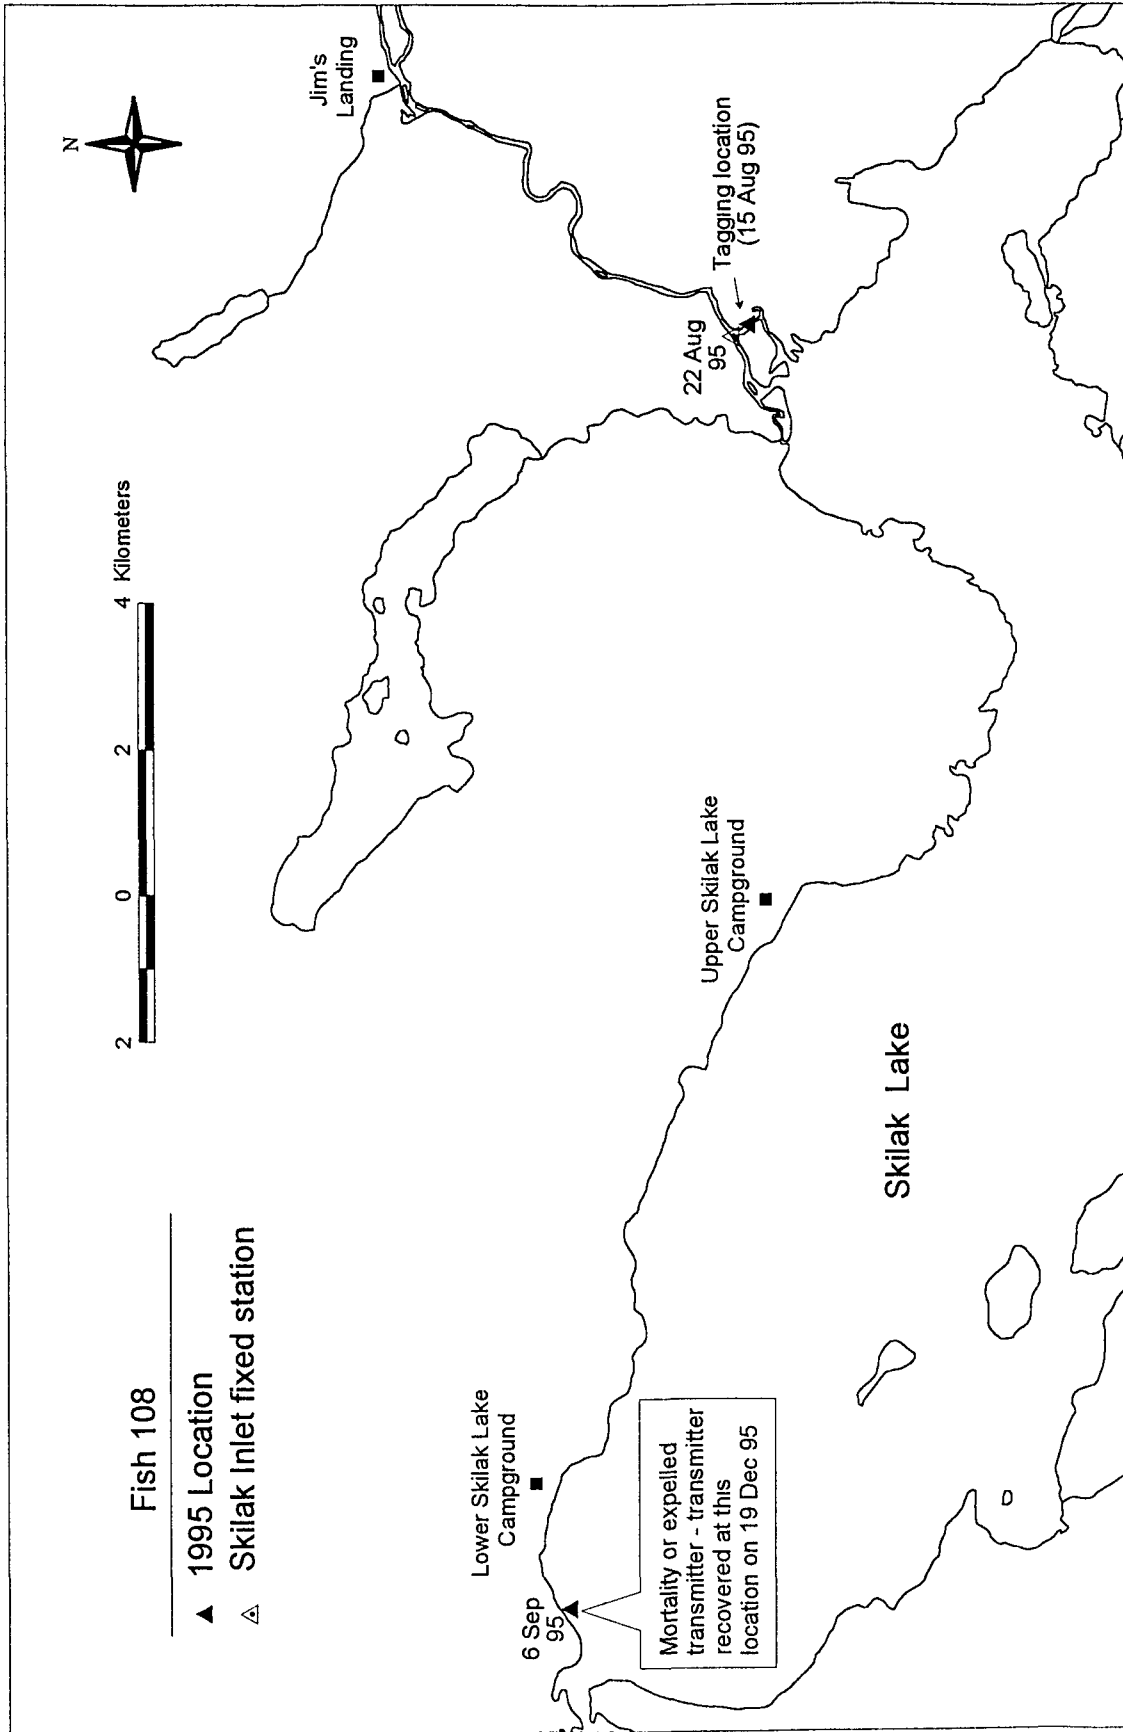 Fish 108
1995 Location
Skilak Inlet fixed station
2
0
2
4 Kilometers
N
Jim's
Landing
22 Aug
95
Tagging location
(15 Aug 95)
Upper Skilak Lake
Campground
Skilak Lake
Lower Skilak Lake
Campground
6 Sep
95
Mortality or expelled
transmitter - transmitter
recovered at this
location on 19 Dec 95